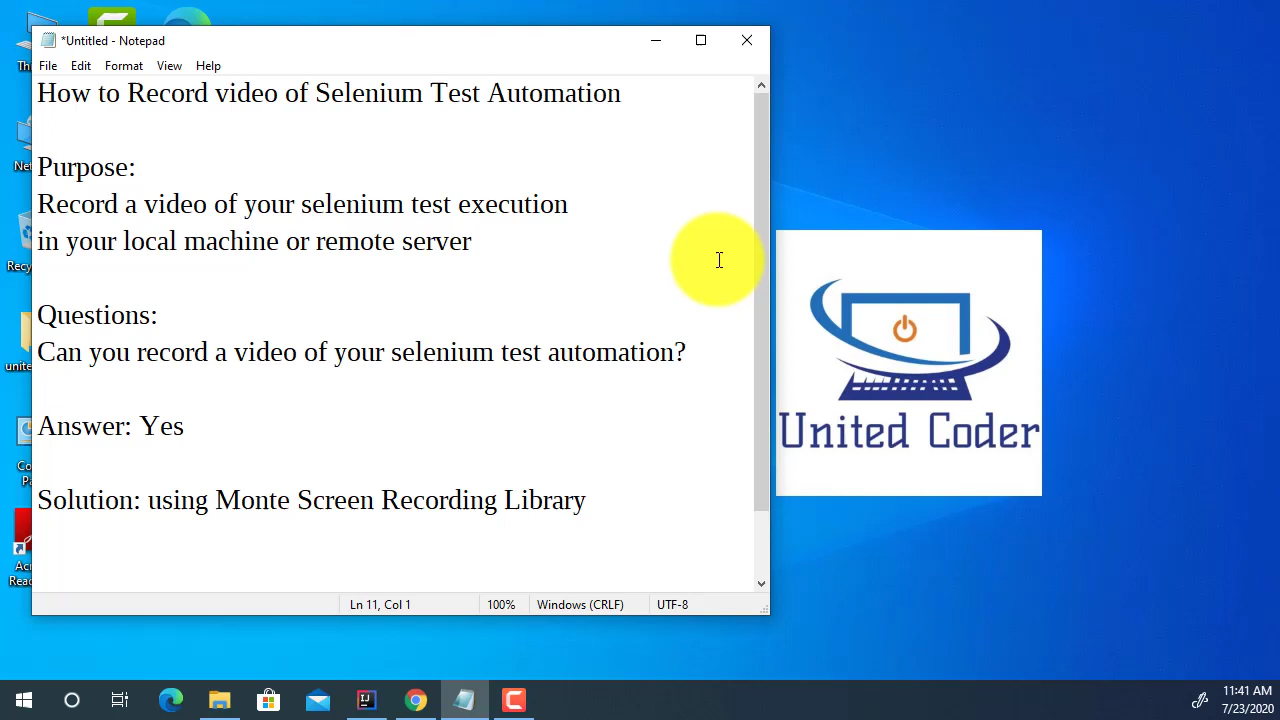 *Untitled - Notepad
File Edit Format View Help
How to Record video of Selenium Test Automation
Purpose:
Record a video of your selenium test execution
in your local machine or remote server
Questions:
Can you record a video of your selenium test automation?
Answer: Yes
Solution: using Monte Screen Recording Library
Ln 11, Col 1 100% Windows (CRLF) UTF-8
United Coder
11:41 AM
7/23/2020